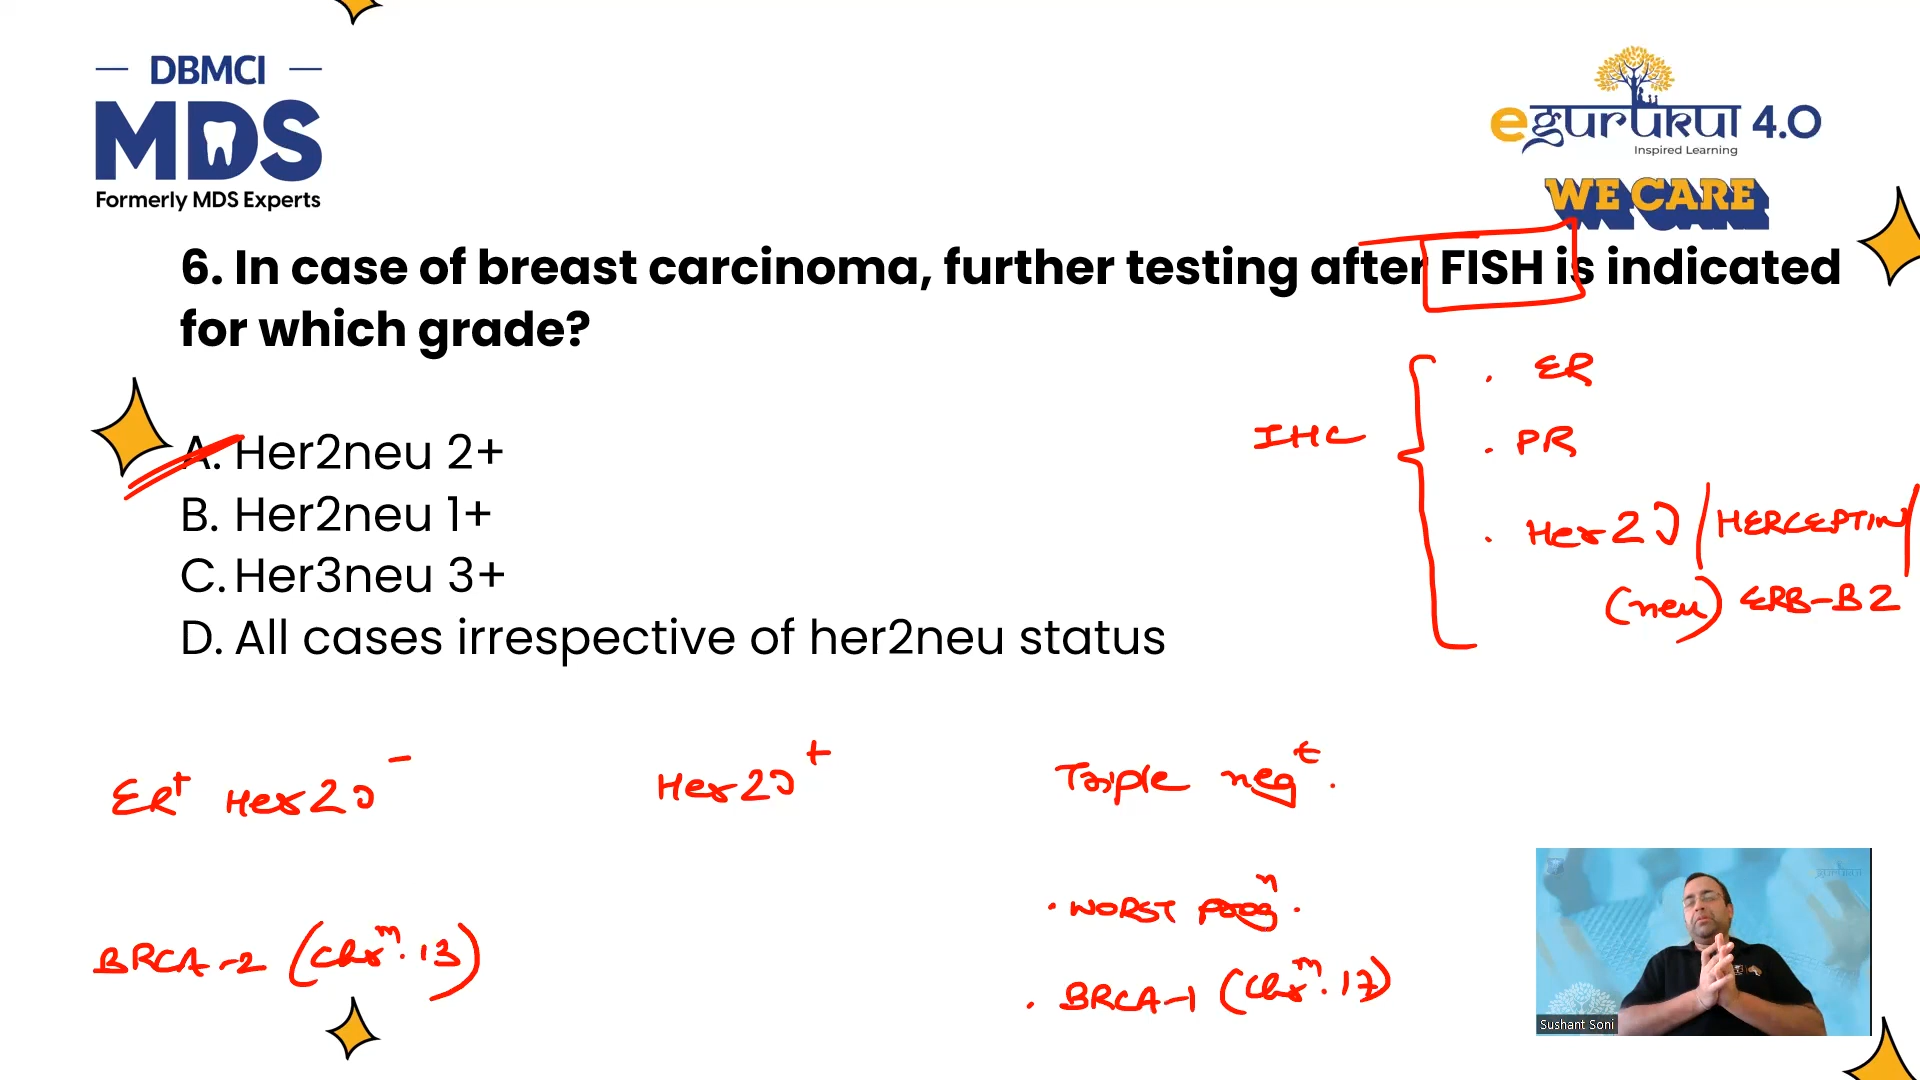 DBMCI
MDS
Formerly MDS Experts
eGURUKUL 4.0
Inspired Learning
WE CARE
6. In case of breast carcinoma, further testing after FISH is indicated
for which grade?
A. Her2neu 2+
B. Her2neu 1+
C. Her3neu 3+
D. All cases irrespective of her2neu status
IHC
. ER
. PR
. Her2 / HERCEPTIN /
(neu) ERB-B2
ER+ Her2 -
Her2 +
Triple neg
. WORST Prog n.
BRCA-2 (Chr m. 13)
. BRCA-1 (Chr m. 17)
Sushant Soni